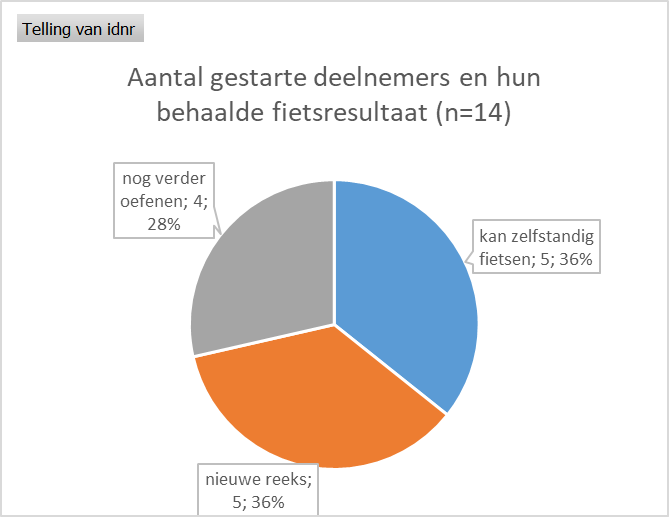 Telling van idnr
Aantal gestarte deelnemers en hun
behaalde fietsresultaat (n=14)
nog verder
oefenen; 4;
28%
kan zelfstandig
fietsen; 5; 36%
nieuwe reeks;
5; 36%